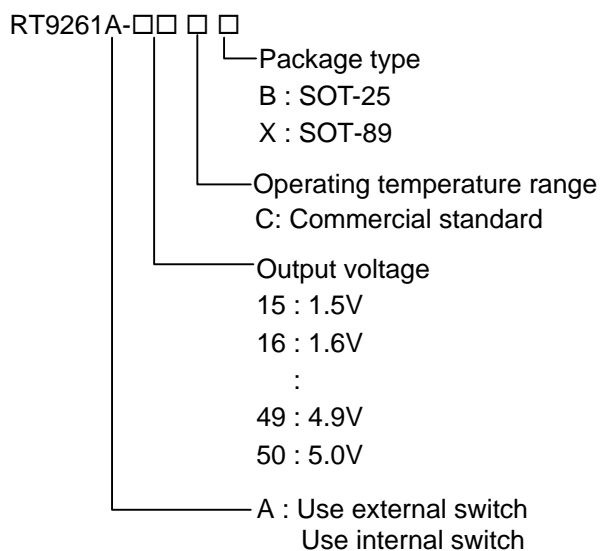 RT9261A-□□ □ □
Package type
B : SOT-25
X : SOT-89
Operating temperature range
C: Commercial standard
Output voltage
15 : 1.5V
16 : 1.6V
:
49 : 4.9V
50 : 5.0V
A : Use external switch
Use internal switch